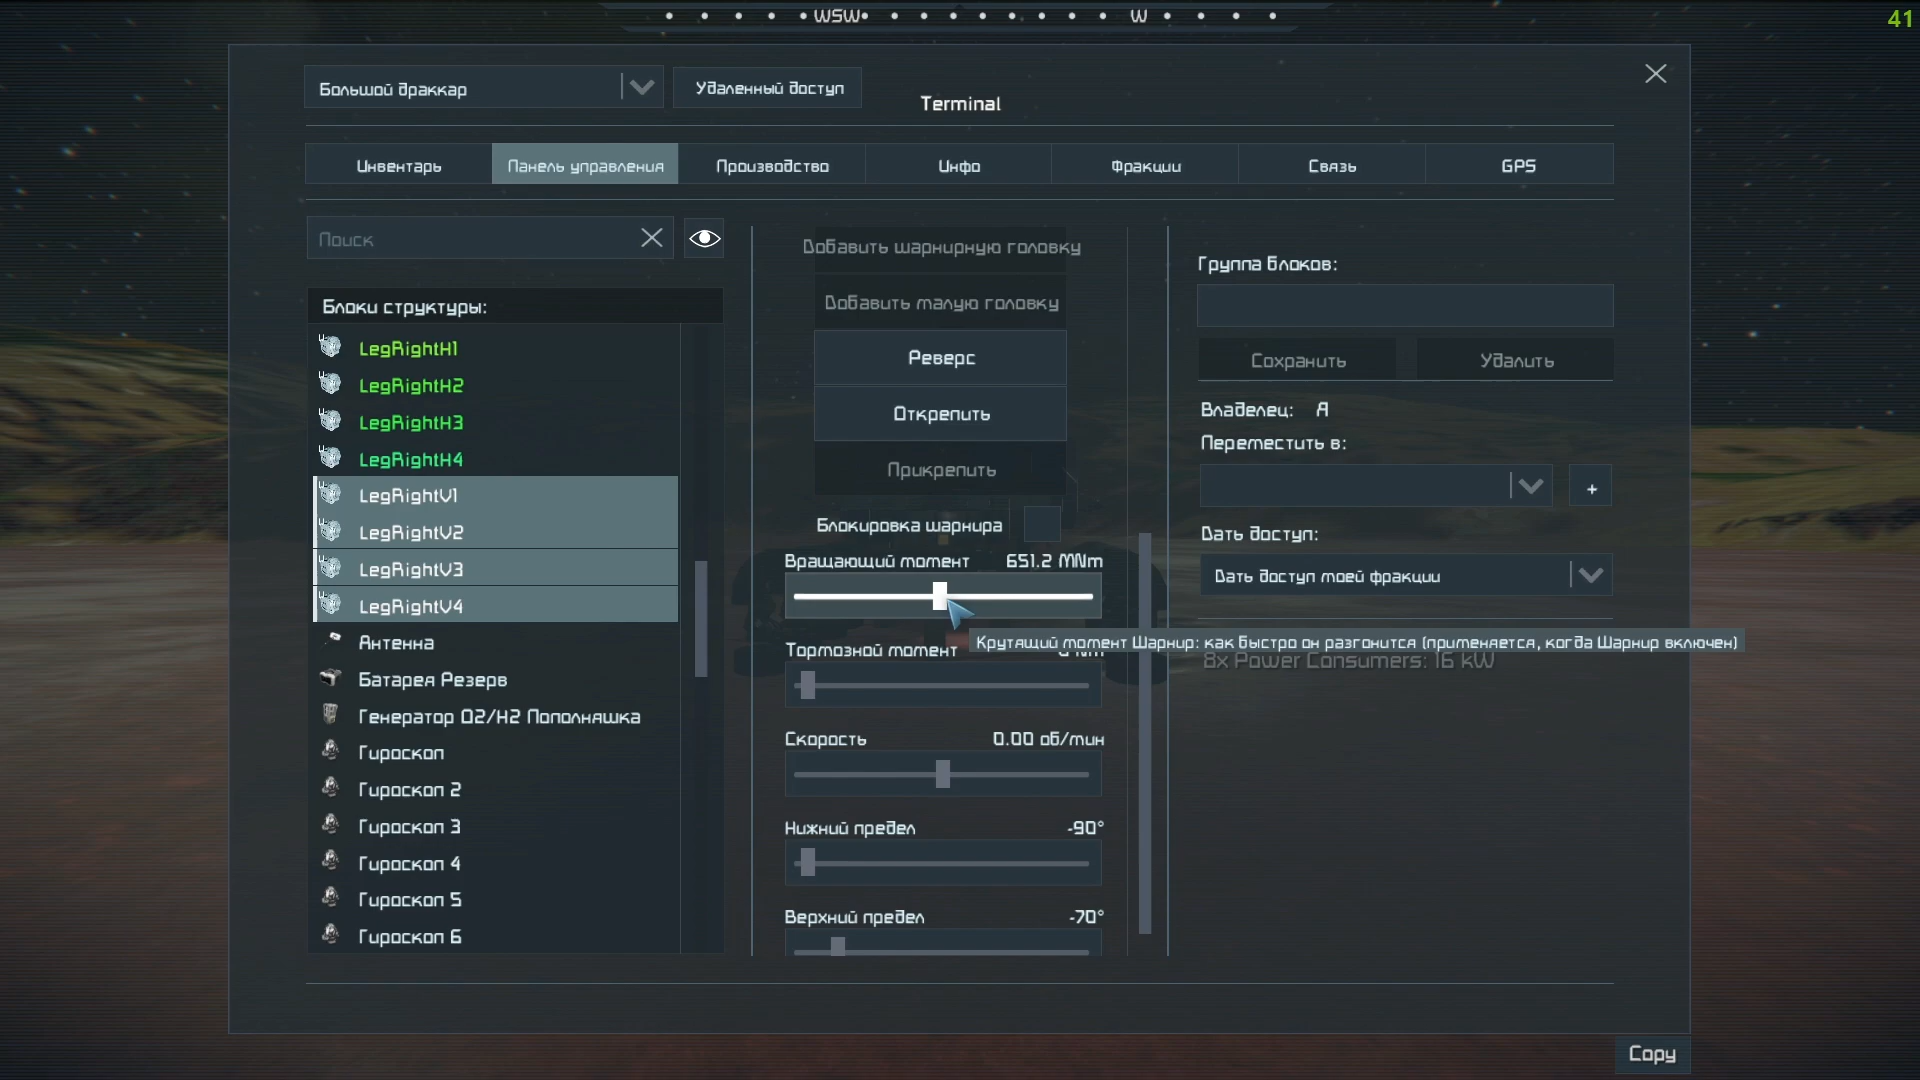 WSW W
41
Большой драккар
Удаленный доступ
Terminal
Инвентарь Панель управления Производство Инфо Фракции Связь GPS
Поиск
Блоки структуры:
LegRightH1
LegRightH2
LegRightH3
LegRightH4
LegRightV1
LegRightV2
LegRightV3
LegRightV4
Антенна
Батарея Резерв
Генератор O2/H2 Пополняшка
Гироскоп
Гироскоп 2
Гироскоп 3
Гироскоп 4
Гироскоп 5
Гироскоп 6
Добавить шарнирную головку
Добавить малую головку
Реверс
Открепить
Прикрепить
Блокировка шарнира
Вращающий момент 651.2 MNm
Крутящий момент Шарнир: как быстро он разгонится (применяется, когда Шарнир включен)
Тормозной момент
Скорость 0.00 об/мин
Нижний предел -90°
Верхний предел -70°
Группа блоков:
Сохранить Удалить
Владелец: A
Переместить в:
+
Дать доступ:
Дать доступ моей фракции
8x Power Consumers: 16 kW
Copy